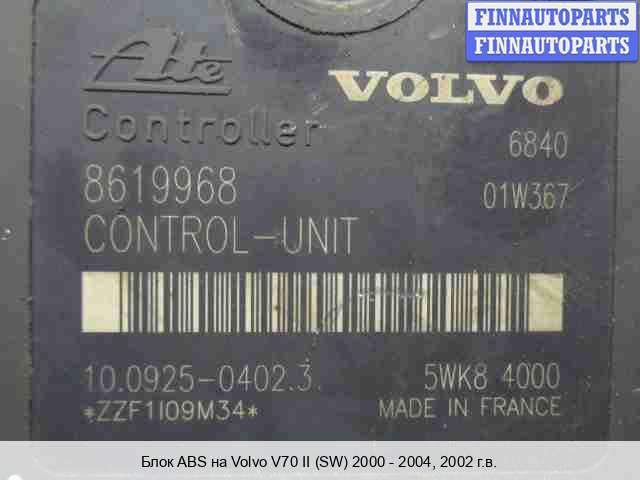 FINNAUTOPARTS
FINNAUTOPARTS
Ate
VOLVO
Controller
6840
8619968
01W367
CONTROL-UNIT
10.0925-0402.3
5WK8 4000
*ZZF1I09M34*
MADE IN FRANCE
Блок ABS на Volvo V70 II (SW) 2000 - 2004, 2002 г.в.